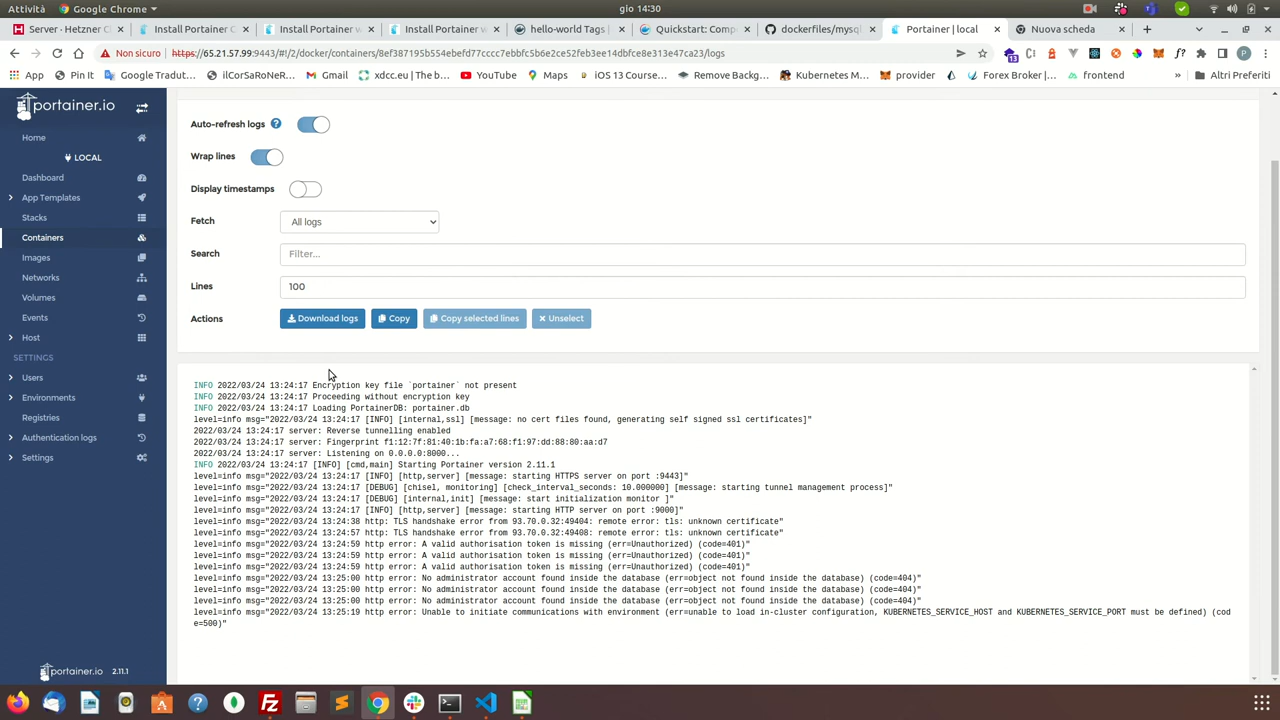 Attività
Google Chrome
gio 14:30
Server · Hetzner C
Install Portainer C
Install Portainer w
Install Portainer w
hello-world Tags |
Quickstart: Compo
dockerfiles/mysql
Portainer | local
Nuova scheda
Non sicuro
https://65.21.57.99:9443/#!/2/docker/containers/8ef387195b554ebefd77cccc7ebbfc5b6e2ce52feb3ee14dbfce8e313e47ca23/logs
13
P
App
Pin It
Google Tradut...
ilCorSaRoNeR...
Gmail
xdcc.eu | The b...
YouTube
Maps
iOS 13 Course...
Remove Backg...
Kubernetes M...
provider
Forex Broker |...
frontend
»
Altri Preferiti
portainer.io
Home
LOCAL
Dashboard
App Templates
Stacks
Containers
Images
Networks
Volumes
Events
Host
SETTINGS
Users
Environments
Registries
Authentication logs
Settings
portainer.io 2.11.1
Auto-refresh logs
Wrap lines
Display timestamps
Fetch
All logs
Search
Filter...
Lines
100
Actions
Download logs
Copy
Copy selected lines
Unselect
INFO 2022/03/24 13:24:17 Encryption key file `portainer` not present
INFO 2022/03/24 13:24:17 Proceeding without encryption key
INFO 2022/03/24 13:24:17 Loading PortainerDB: portainer.db
level=info msg="2022/03/24 13:24:17 [INFO] [internal,ssl] [message: no cert files found, generating self signed ssl certificates]"
2022/03/24 13:24:17 server: Reverse tunnelling enabled
2022/03/24 13:24:17 server: Fingerprint f1:12:7f:81:40:1b:fa:a7:68:f1:97:dd:88:80:aa:d7
2022/03/24 13:24:17 server: Listening on 0.0.0.0:8000...
INFO 2022/03/24 13:24:17 [INFO] [cmd,main] Starting Portainer version 2.11.1
level=info msg="2022/03/24 13:24:17 [INFO] [http,server] [message: starting HTTPS server on port :9443]"
level=info msg="2022/03/24 13:24:17 [DEBUG] [chisel, monitoring] [check_interval_seconds: 10.000000] [message: starting tunnel management process]"
level=info msg="2022/03/24 13:24:17 [DEBUG] [internal,init] [message: start initialization monitor ]"
level=info msg="2022/03/24 13:24:17 [INFO] [http,server] [message: starting HTTP server on port :9000]"
level=info msg="2022/03/24 13:24:38 http: TLS handshake error from 93.70.0.32:49404: remote error: tls: unknown certificate"
level=info msg="2022/03/24 13:24:57 http: TLS handshake error from 93.70.0.32:49408: remote error: tls: unknown certificate"
level=info msg="2022/03/24 13:24:59 http error: A valid authorisation token is missing (err=Unauthorized) (code=401)"
level=info msg="2022/03/24 13:24:59 http error: A valid authorisation token is missing (err=Unauthorized) (code=401)"
level=info msg="2022/03/24 13:24:59 http error: A valid authorisation token is missing (err=Unauthorized) (code=401)"
level=info msg="2022/03/24 13:25:00 http error: No administrator account found inside the database (err=object not found inside the database) (code=404)"
level=info msg="2022/03/24 13:25:00 http error: No administrator account found inside the database (err=object not found inside the database) (code=404)"
level=info msg="2022/03/24 13:25:00 http error: No administrator account found inside the database (err=object not found inside the database) (code=404)"
level=info msg="2022/03/24 13:25:19 http error: Unable to initiate communications with environment (err=unable to load in-cluster configuration, KUBERNETES_SERVICE_HOST and KUBERNETES_SERVICE_PORT must be defined) (cod
e=500)"